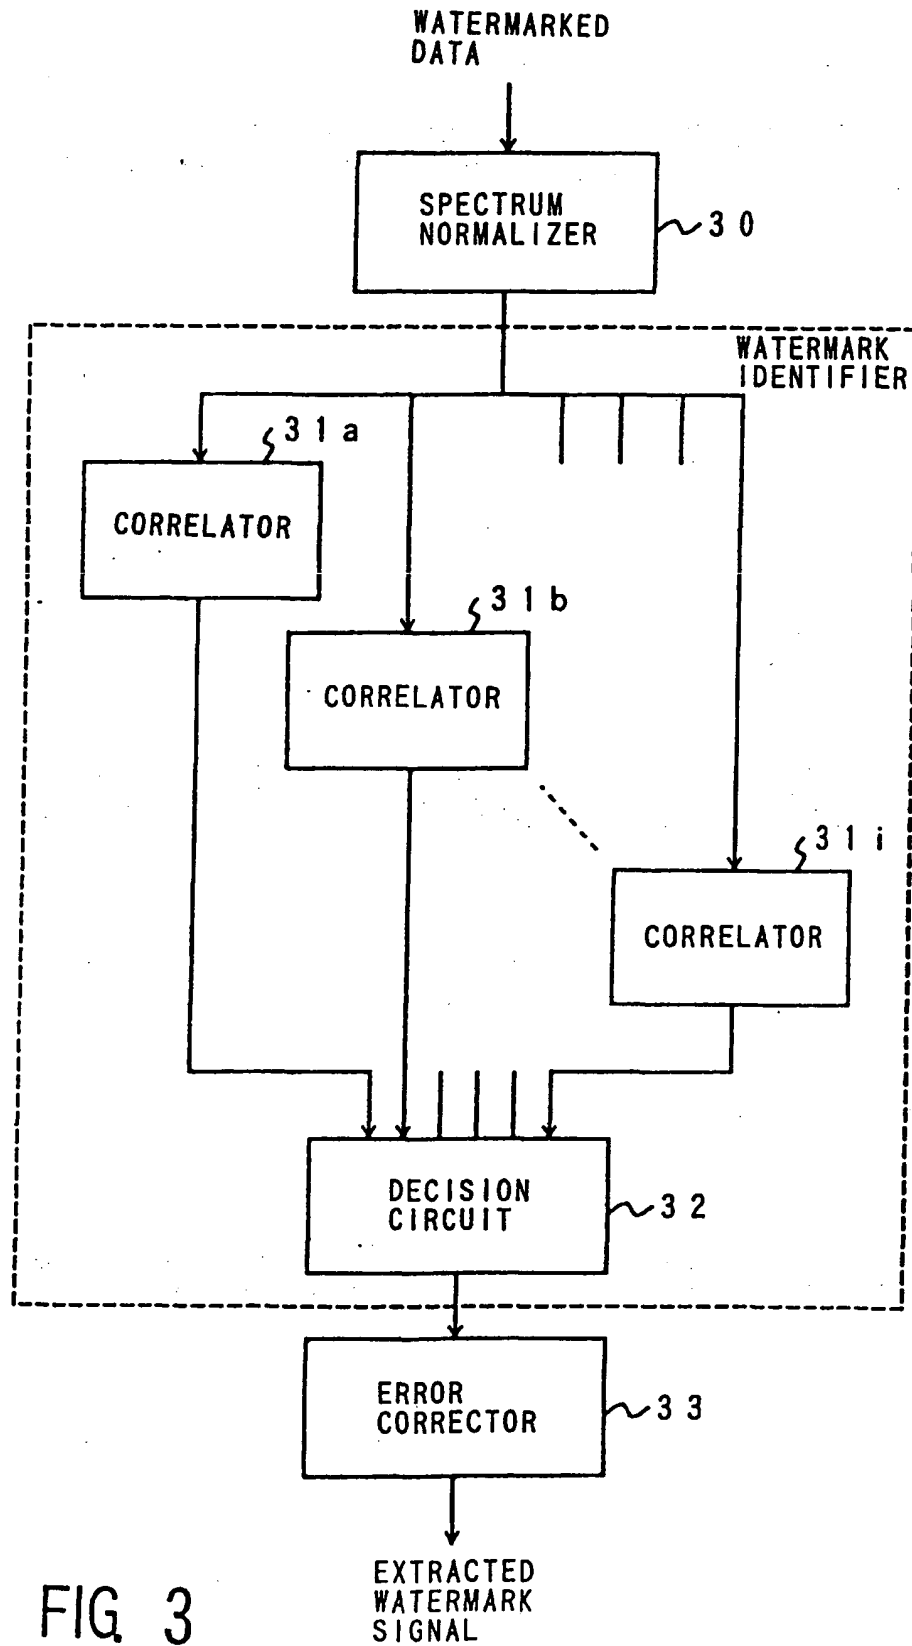 WATERMARKED
DATA
SPECTRUM
NORMALIZER
30
WATERMARK
IDENTIFIER
31a
CORRELATOR
31b
CORRELATOR
31i
CORRELATOR
DECISION
CIRCUIT
32
ERROR
CORRECTOR
33
EXTRACTED
WATERMARK
SIGNAL
FIG. 3